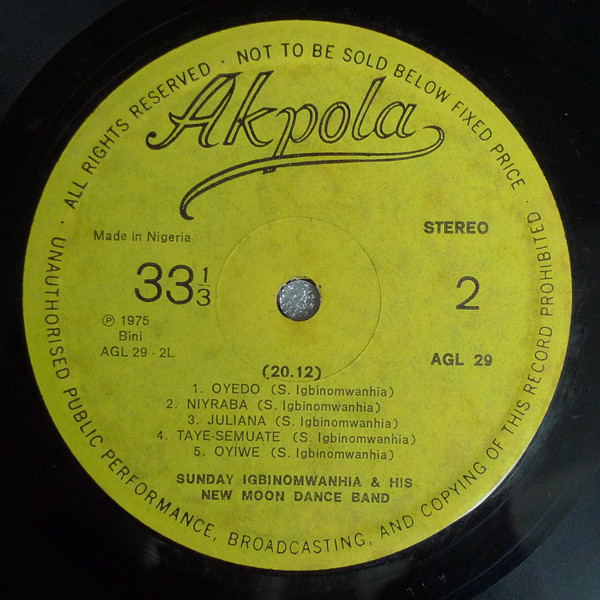 ALL RIGHTS RESERVED · NOT TO BE SOLD BELOW FIXED PRICE ·
Akpola
Made in Nigeria
STEREO
33 1/3
2
℗ 1975
Bini
AGL 29 - 2L
AGL 29
(20.12)
1. OYEDO (S. Igbinomwanhia)
2. NIYRABA (S. Igbinomwanhia)
3. JULIANA (S. Igbinomwanhia)
4. TAYE-SEMUATE (S. Igbinomwanhia)
5. OYIWE (S. Igbinomwanhia)
SUNDAY IGBINOMWANHIA & HIS
NEW MOON DANCE BAND
· UNAUTHORISED PUBLIC PERFORMANCE, BROADCASTING, AND COPYING OF THIS RECORD PROHIBITED ·